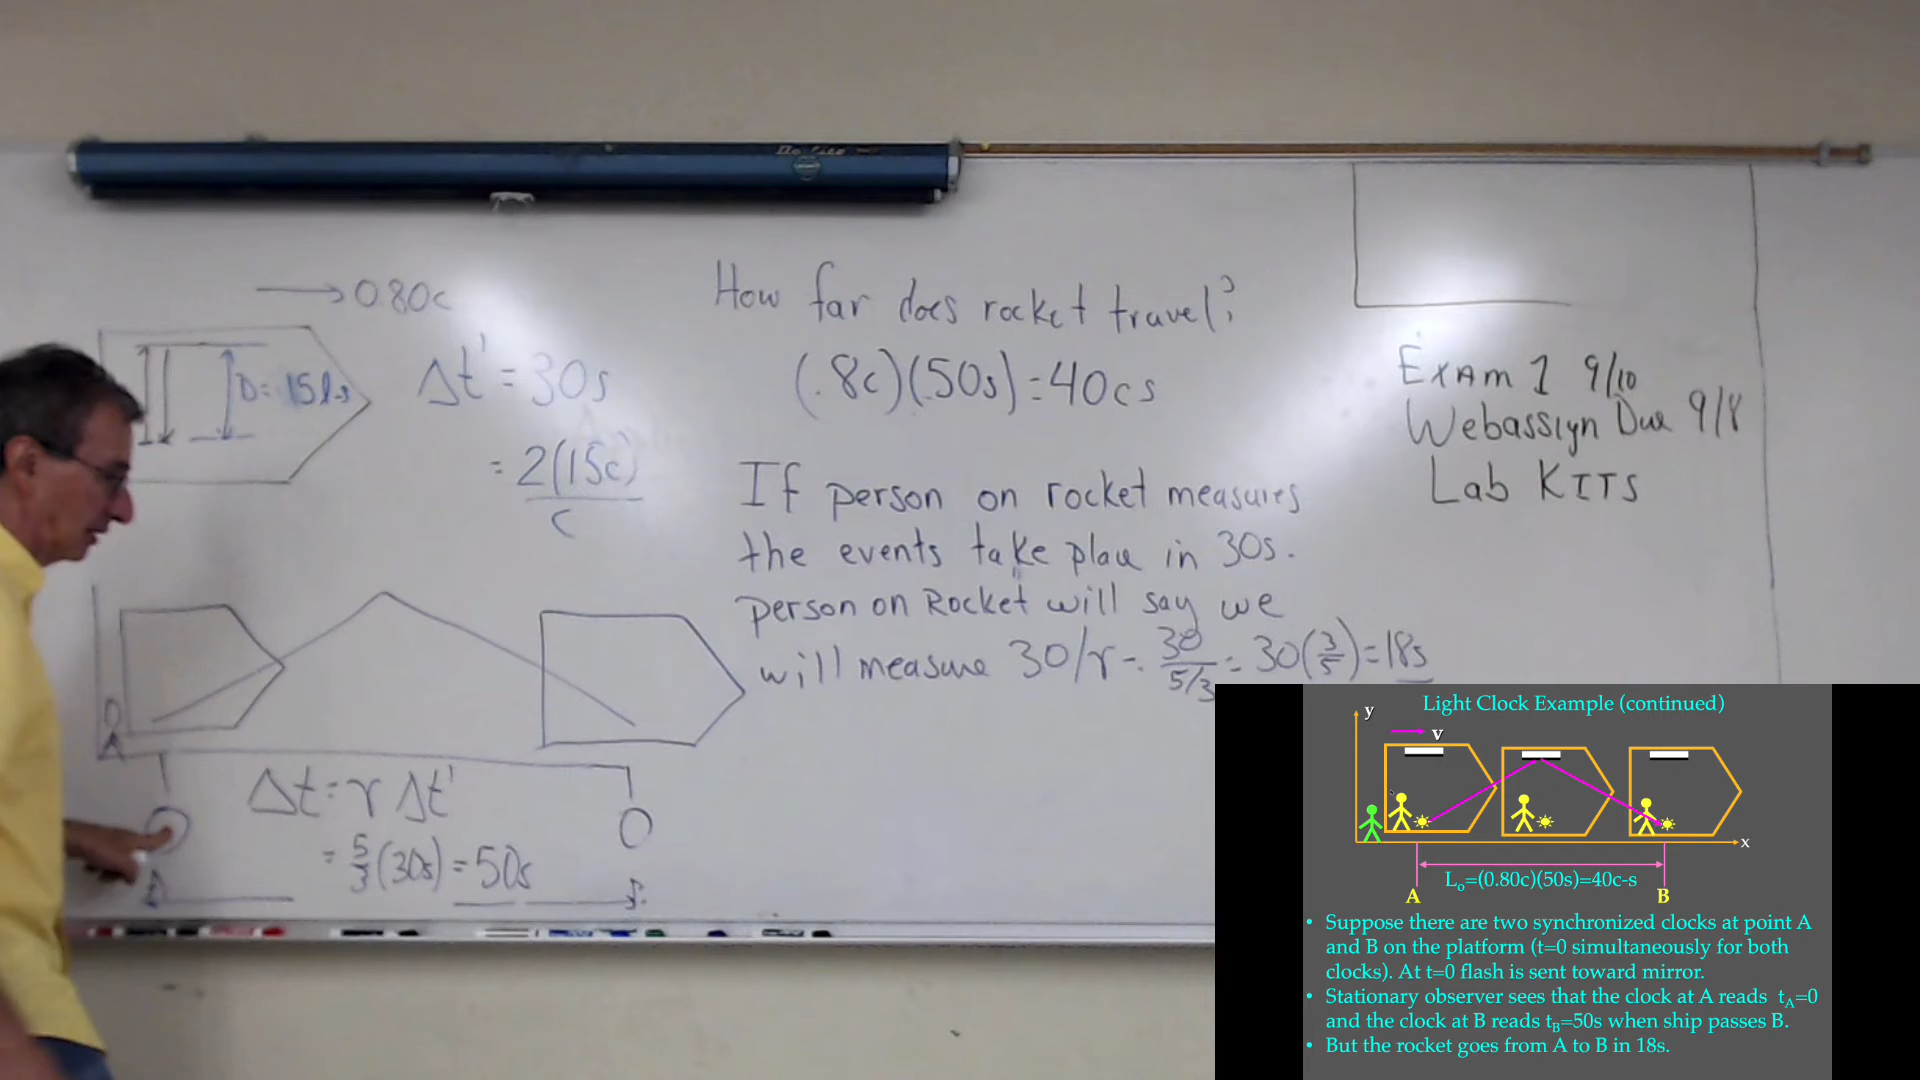 → 0.80c
D = 15 l-s
Δt' = 30s
= 2(15c)
c
Δt = γ Δt'
= 5/3 (30s) = 50s
How far does rocket travel?
(.8c)(50s) = 40cs
If person on rocket measures
the events take place in 30s.
person on Rocket will say we
will measure 30/γ = 30/5/3 = 30(3/5) = 18s
Exam 1 9/10
Webassign Due 9/8
Lab KITS
Light Clock Example (continued)
y
v
x
L₀=(0.80c)(50s)=40c-s
A
B
• Suppose there are two synchronized clocks at point A
and B on the platform (t=0 simultaneously for both
clocks). At t=0 flash is sent toward mirror.
• Stationary observer sees that the clock at A reads t_A=0
and the clock at B reads t_B=50s when ship passes B.
• But the rocket goes from A to B in 18s.